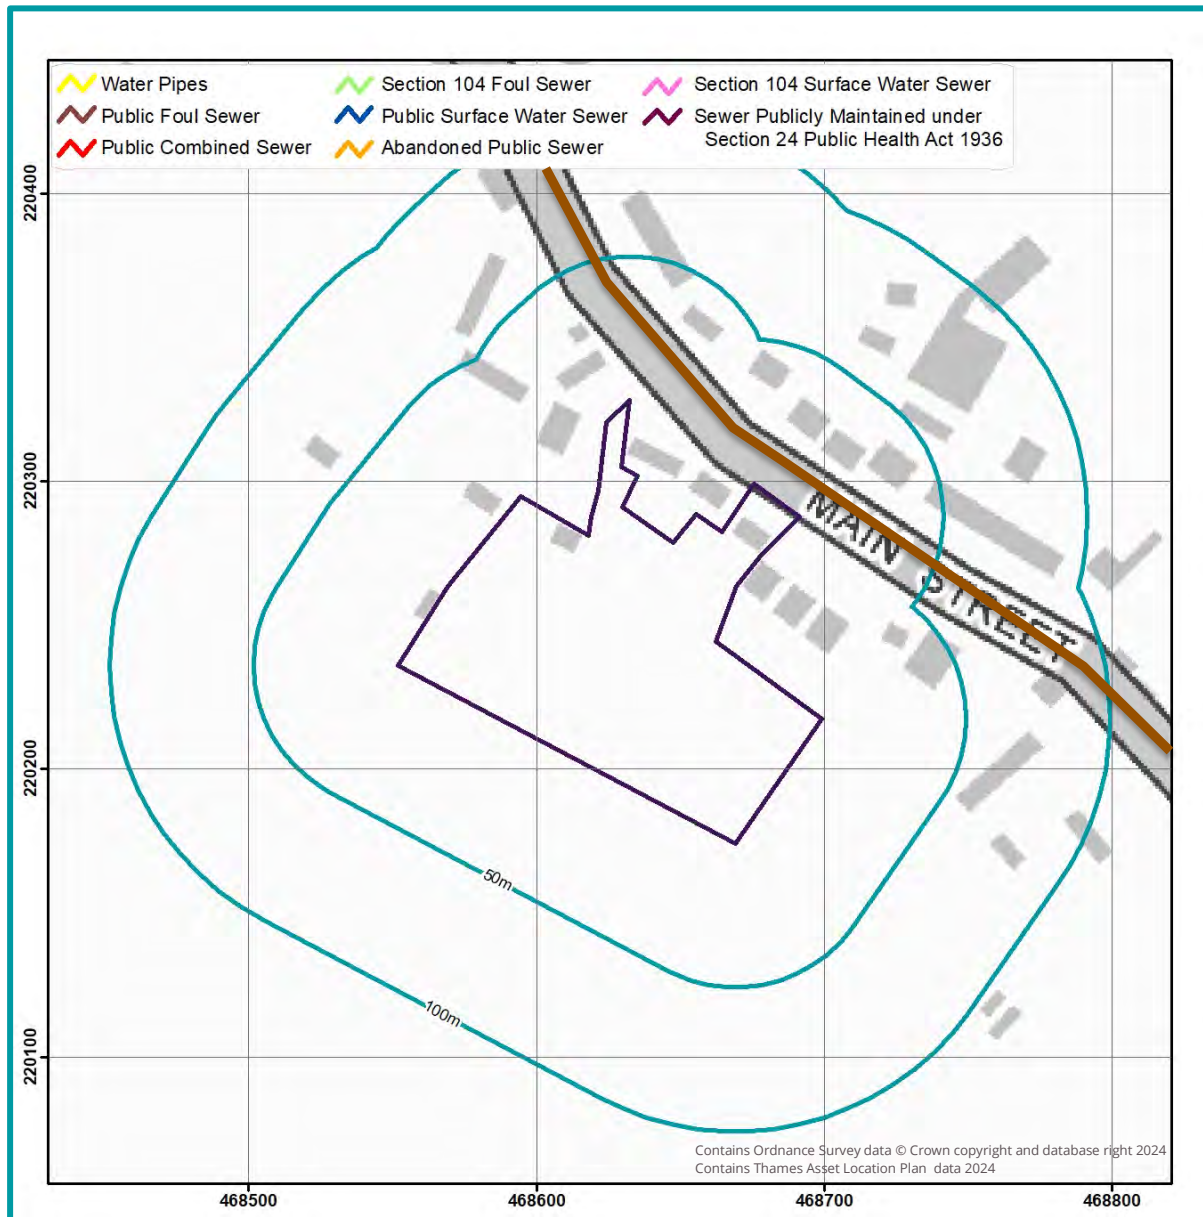 Water Pipes
Section 104 Foul Sewer
Section 104 Surface Water Sewer
Public Foul Sewer
Public Surface Water Sewer
Sewer Publicly Maintained under
Section 24 Public Health Act 1936
Public Combined Sewer
Abandoned Public Sewer
220400
220300
220200
220100
MAIN STREET
50m
100m
Contains Ordnance Survey data © Crown copyright and database right 2024
Contains Thames Asset Location Plan data 2024
468500
468600
468700
468800